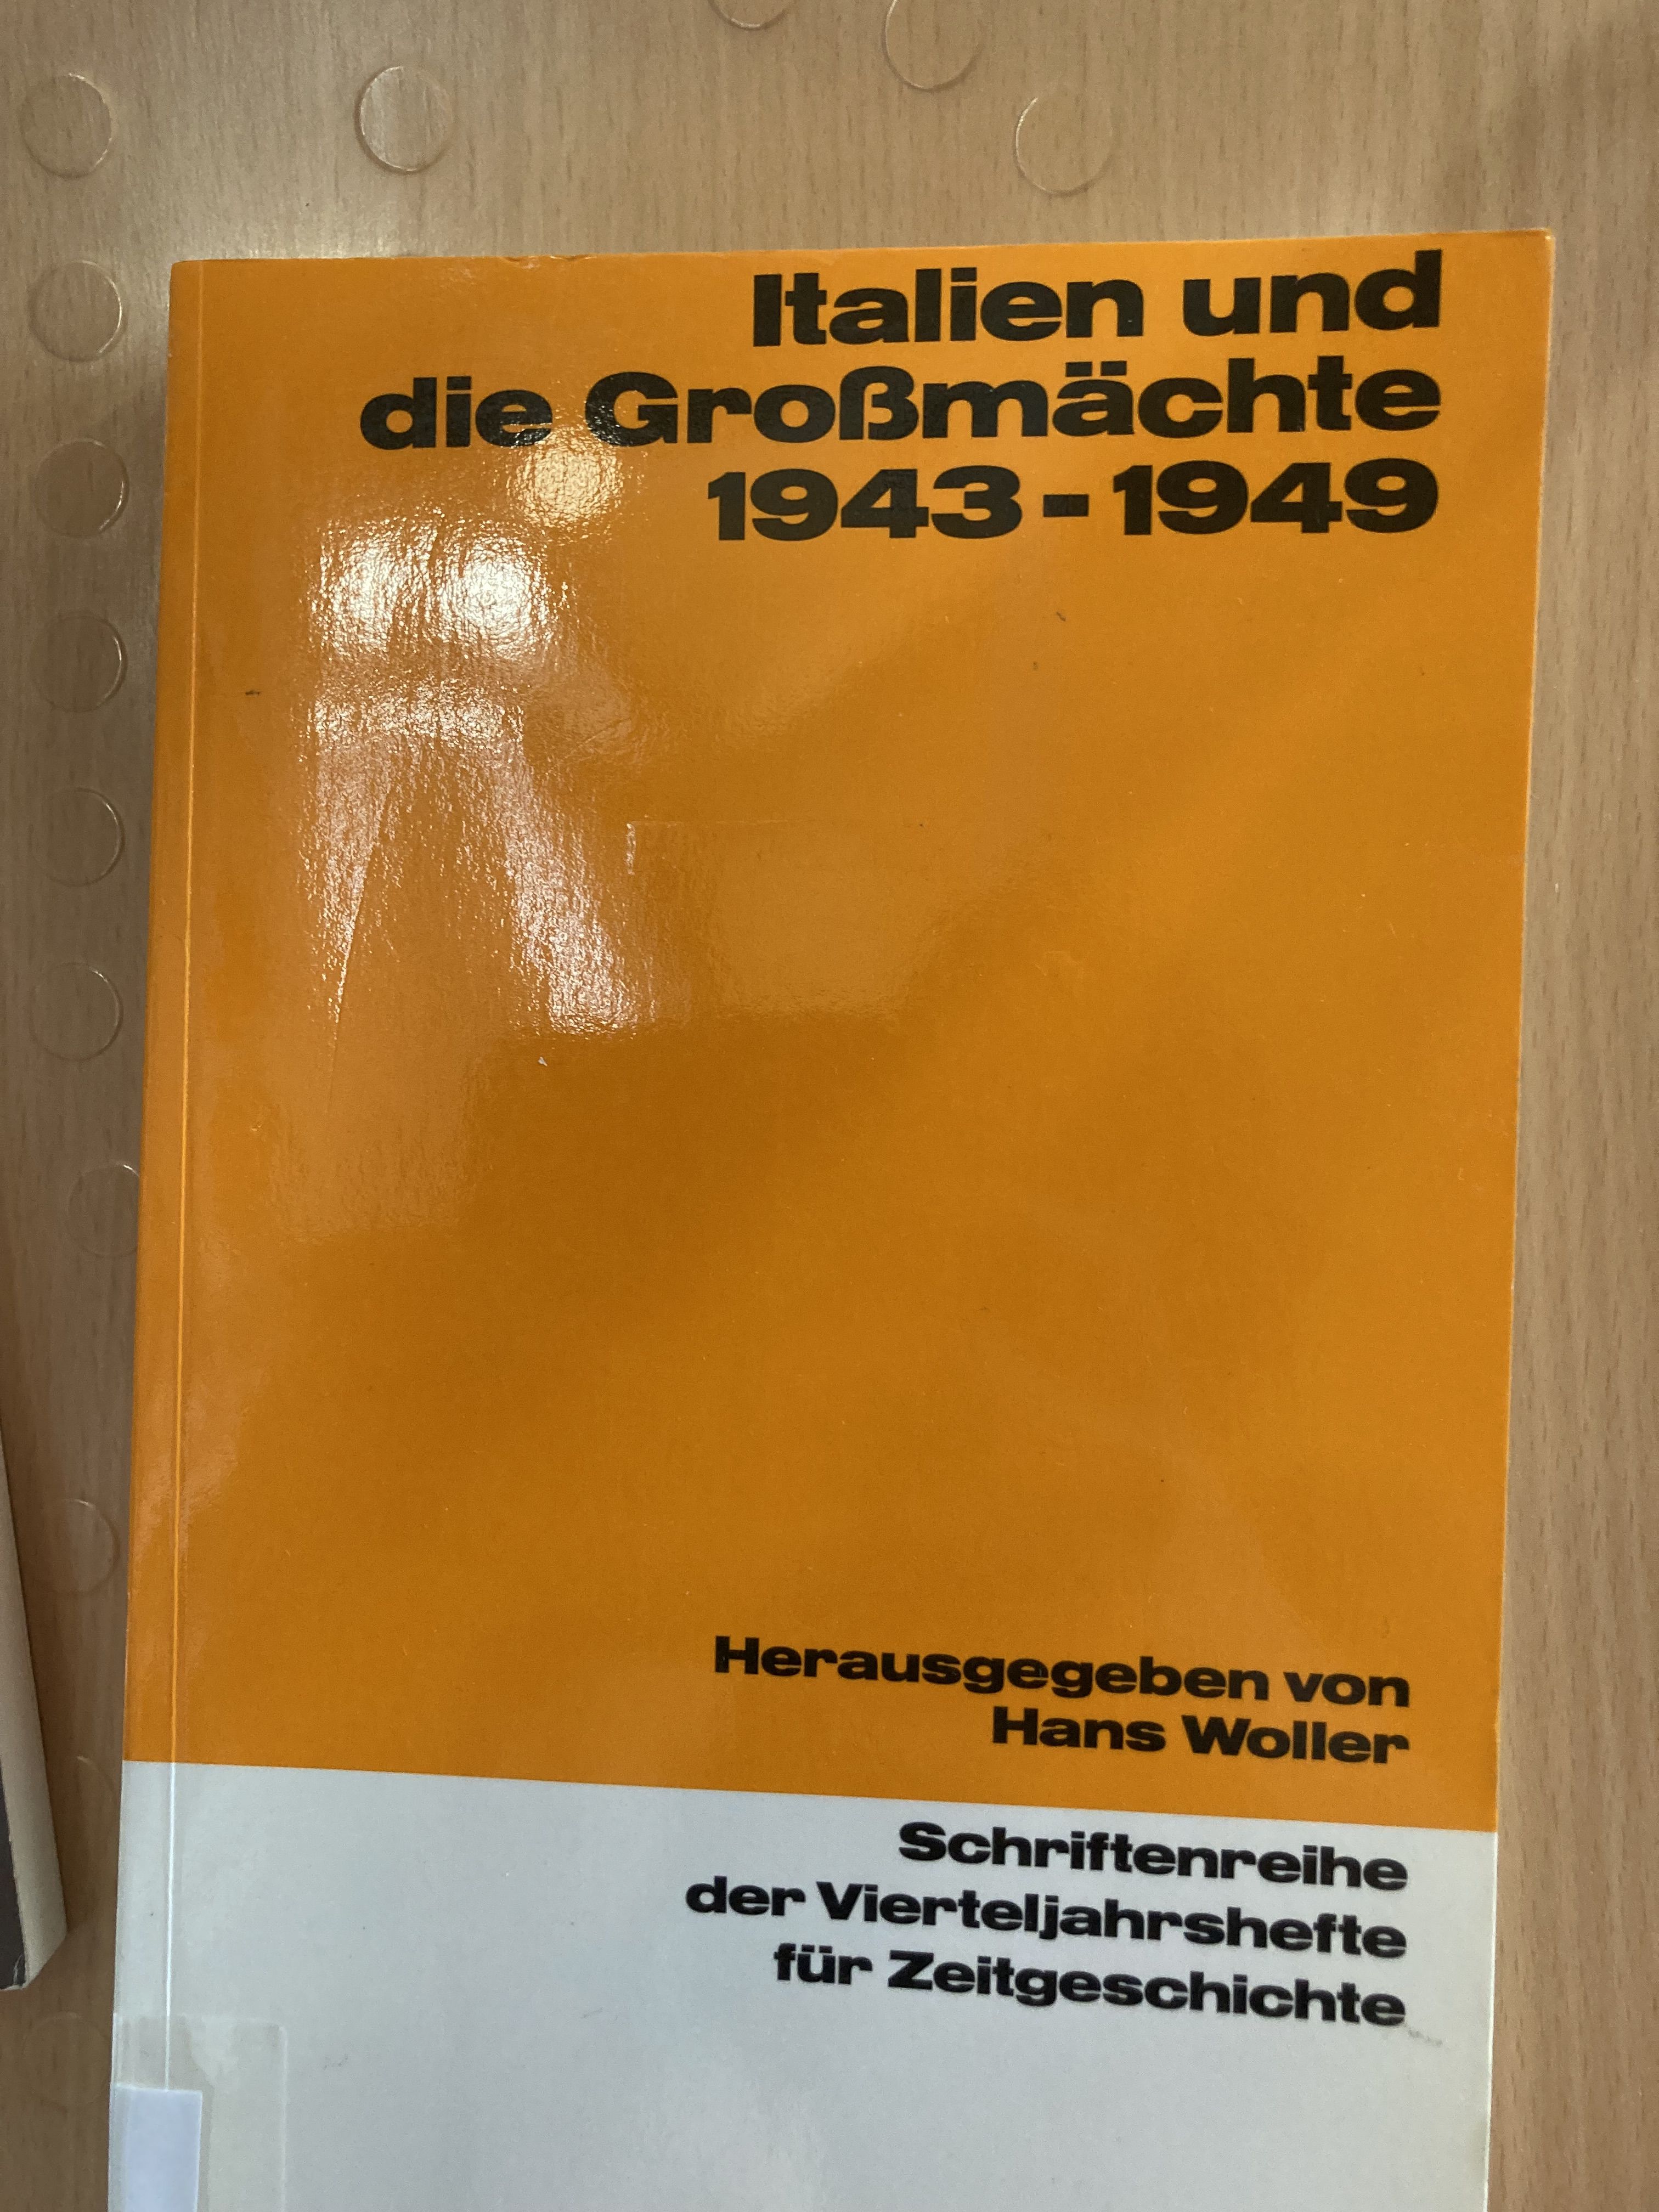 Italien und
die Großmächte
1943-1949
Herausgegeben von
Hans Woller
Schriftenreihe
der Vierteljahrshefte
für Zeitgeschichte